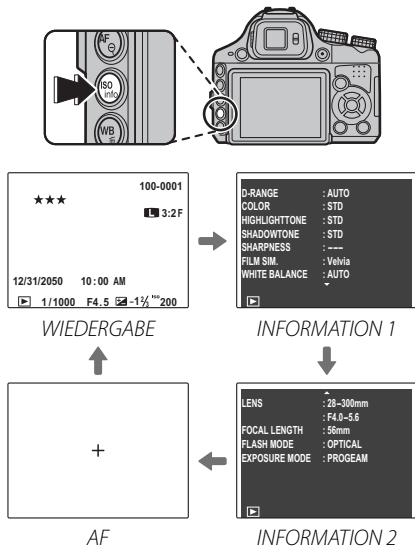 AF
ISO
info
WB
100-0001
★★★
L 3:2 F
12/31/2050 10:00 AM
1/1000 F4.5 -1 2/3 ISO 200
WIEDERGABE
D-RANGE : AUTO
COLOR : STD
HIGHLIGHTTONE : STD
SHADOWTONE : STD
SHARPNESS : ---
FILM SIM. : Velvia
WHITE BALANCE : AUTO
INFORMATION 1
AF
LENS : 28–300mm
: F4.0–5.6
FOCAL LENGTH : 56mm
FLASH MODE : OPTICAL
EXPOSURE MODE : PROGEAM
INFORMATION 2